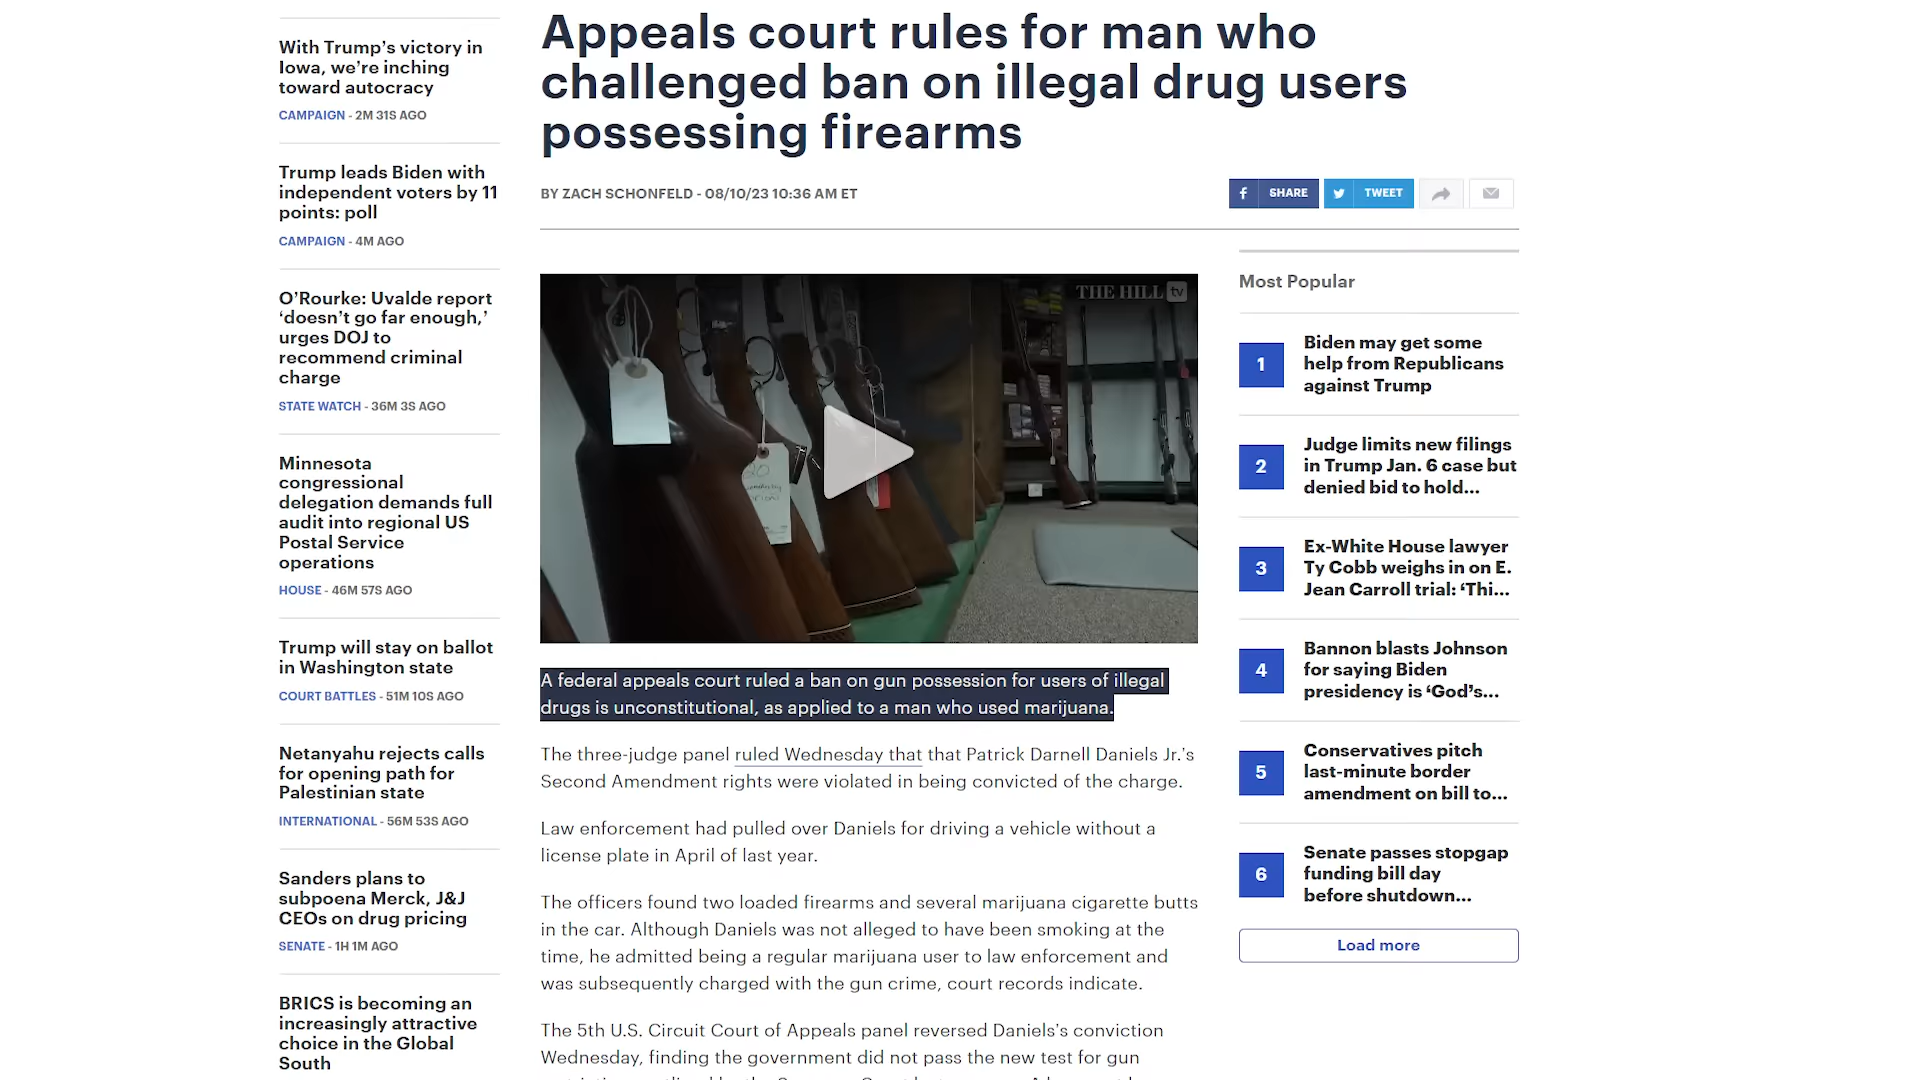 With Trump’s victory in
Iowa, we’re inching
toward autocracy
CAMPAIGN - 2M 31S AGO
Trump leads Biden with
independent voters by 11
points: poll
CAMPAIGN - 4M AGO
O’Rourke: Uvalde report
‘doesn’t go far enough,’
urges DOJ to
recommend criminal
charge
STATE WATCH - 36M 3S AGO
Minnesota
congressional
delegation demands full
audit into regional US
Postal Service
operations
HOUSE - 46M 57S AGO
Trump will stay on ballot
in Washington state
COURT BATTLES - 51M 10S AGO
Netanyahu rejects calls
for opening path for
Palestinian state
INTERNATIONAL - 56M 53S AGO
Sanders plans to
subpoena Merck, J&J
CEOs on drug pricing
SENATE - 1H 1M AGO
BRICS is becoming an
increasingly attractive
choice in the Global
South
Appeals court rules for man who
challenged ban on illegal drug users
possessing firearms
BY ZACH SCHONFELD - 08/10/23 10:36 AM ET
SHARE
TWEET
THE HILL tv
A federal appeals court ruled a ban on gun possession for users of illegal
drugs is unconstitutional, as applied to a man who used marijuana.
The three-judge panel ruled Wednesday that that Patrick Darnell Daniels Jr.’s
Second Amendment rights were violated in being convicted of the charge.
Law enforcement had pulled over Daniels for driving a vehicle without a
license plate in April of last year.
The officers found two loaded firearms and several marijuana cigarette butts
in the car. Although Daniels was not alleged to have been smoking at the
time, he admitted being a regular marijuana user to law enforcement and
was subsequently charged with the gun crime, court records indicate.
The 5th U.S. Circuit Court of Appeals panel reversed Daniels’s conviction
Wednesday, finding the government did not pass the new test for gun
Most Popular
1
Biden may get some
help from Republicans
against Trump
2
Judge limits new filings
in Trump Jan. 6 case but
denied bid to hold...
3
Ex-White House lawyer
Ty Cobb weighs in on E.
Jean Carroll trial: ‘Thi...
4
Bannon blasts Johnson
for saying Biden
presidency is ‘God’s...
5
Conservatives pitch
last-minute border
amendment on bill to...
6
Senate passes stopgap
funding bill day
before shutdown...
Load more